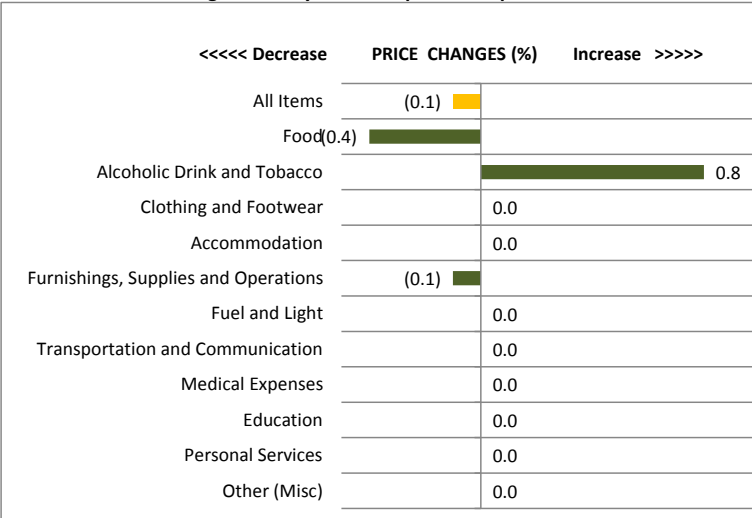 <<<<< Decrease PRICE CHANGES (%) Increase >>>>>
All Items (0.1)
Food (0.4)
Alcoholic Drink and Tobacco 0.8
Clothing and Footwear 0.0
Accommodation 0.0
Furnishings, Supplies and Operations (0.1)
Fuel and Light 0.0
Transportation and Communication 0.0
Medical Expenses 0.0
Education 0.0
Personal Services 0.0
Other (Misc) 0.0